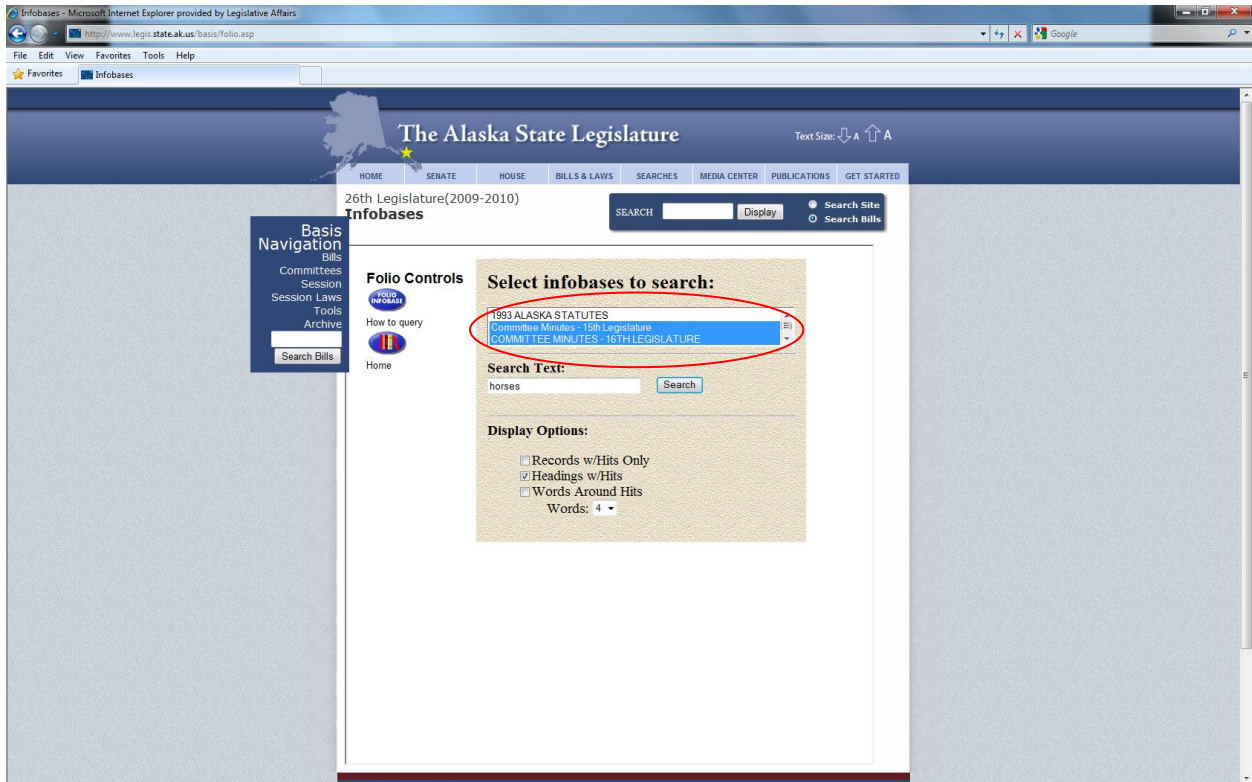 Infobases - Microsoft Internet Explorer provided by Legislative Affairs
http://www.legis.state.ak.us/basis/folio.asp
Google
File Edit View Favorites Tools Help
Favorites Infobases
The Alaska State Legislature
Text Size: A A
HOME SENATE HOUSE BILLS & LAWS SEARCHES MEDIA CENTER PUBLICATIONS GET STARTED
26th Legislature(2009-2010)
Infobases
SEARCH Display Search Site
Search Bills
Basis
Navigation
Bills
Committees
Session
Session Laws
Tools
Archive
Search Bills
Folio Controls
FOLIO
INFOBASE
How to query
Home
Select infobases to search:
1993 ALASKA STATUTES
Committee Minutes - 15th Legislature
COMMITTEE MINUTES - 16TH LEGISLATURE
Search Text:
horses Search
Display Options:
Records w/Hits Only
Headings w/Hits
Words Around Hits
Words: 4